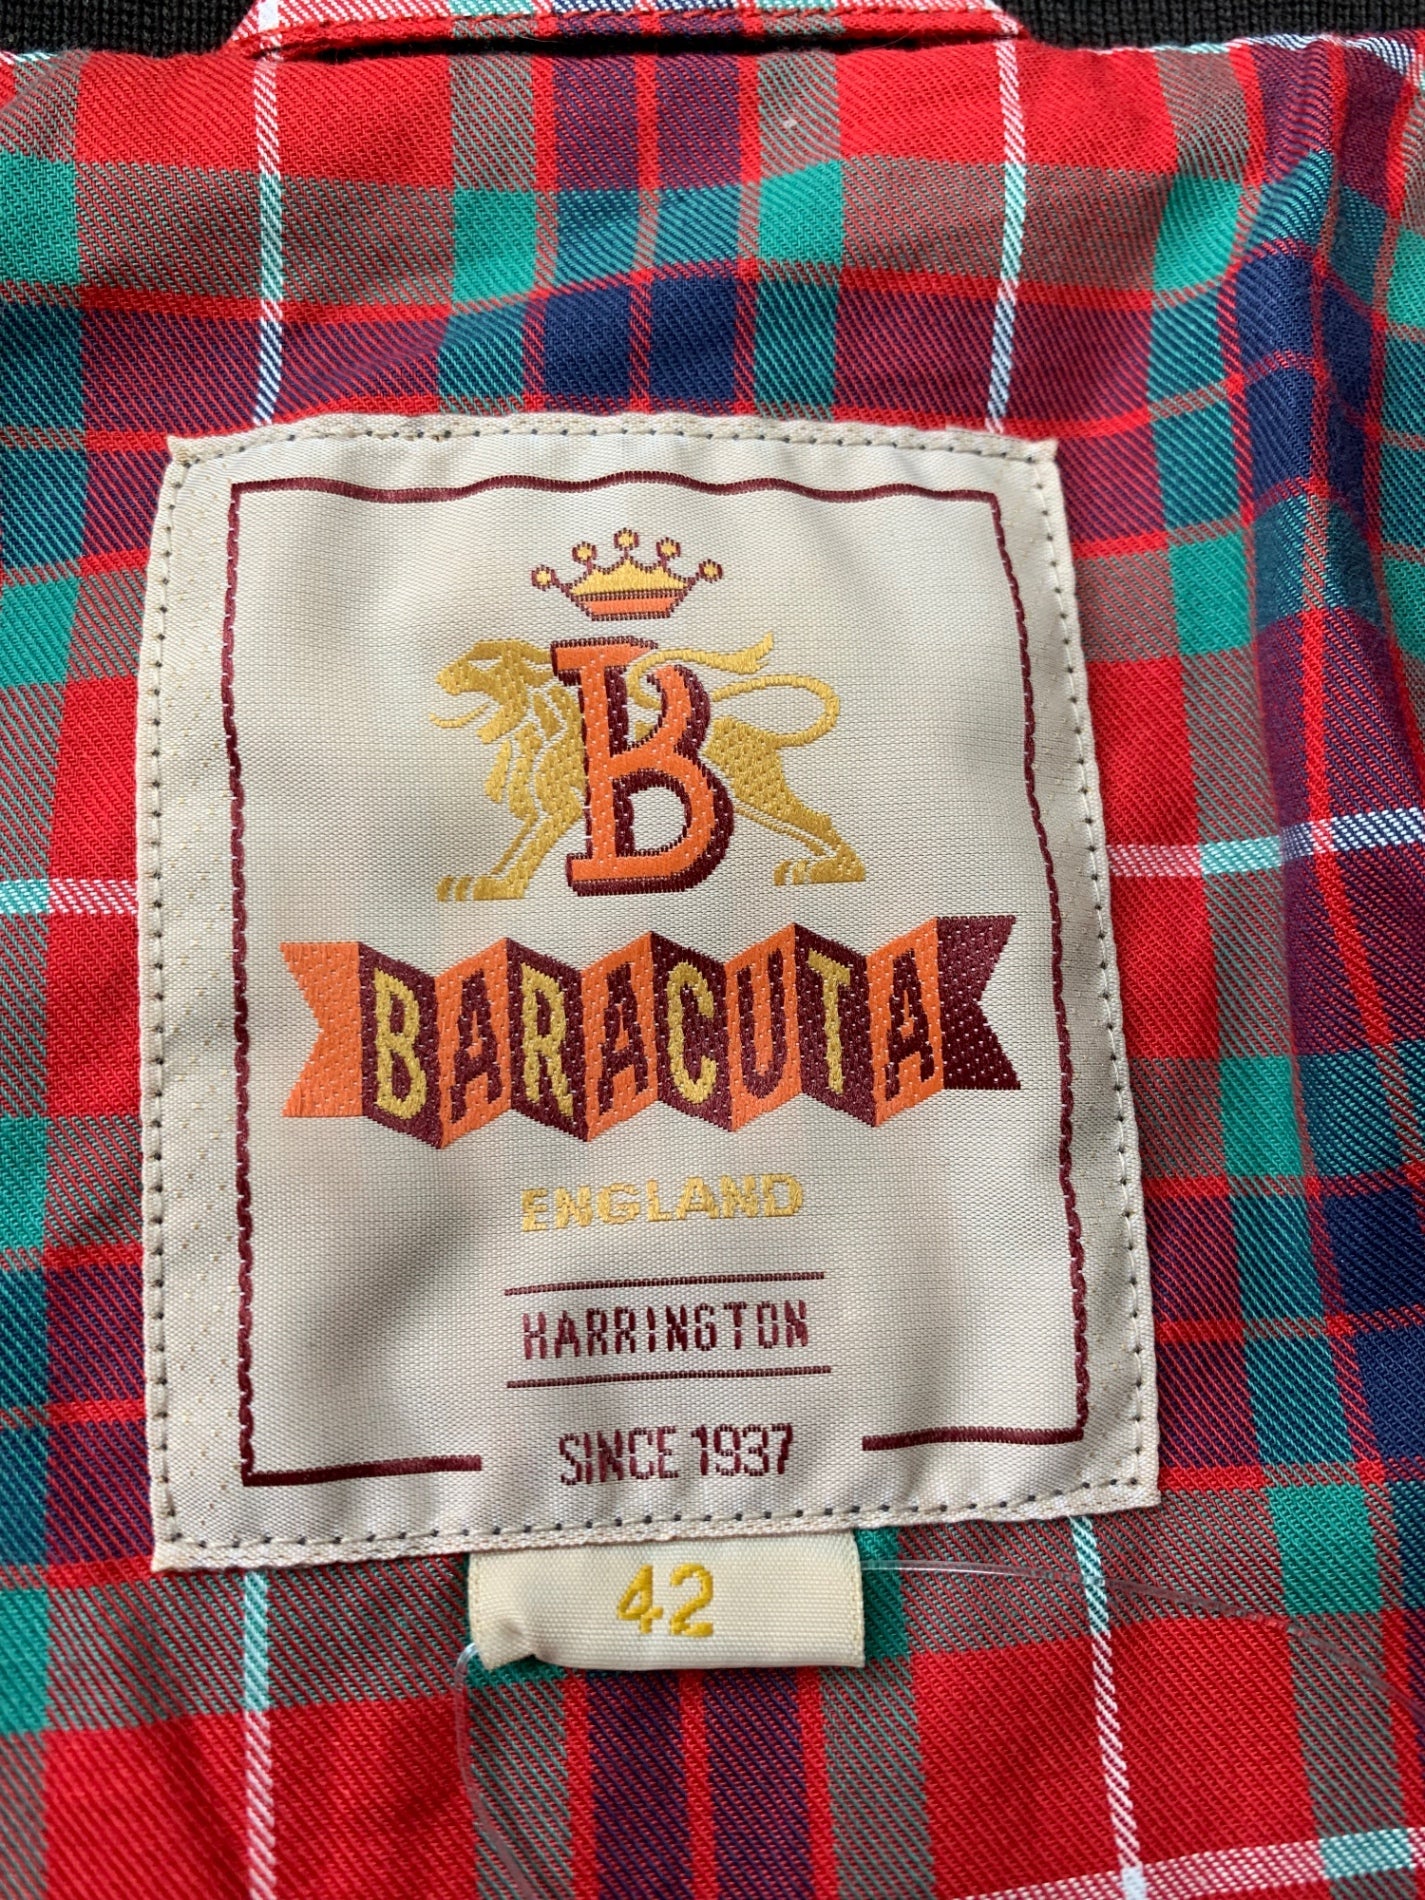 B
BARACUTA
ENGLAND
HARRINGTON
SINCE 1937
42